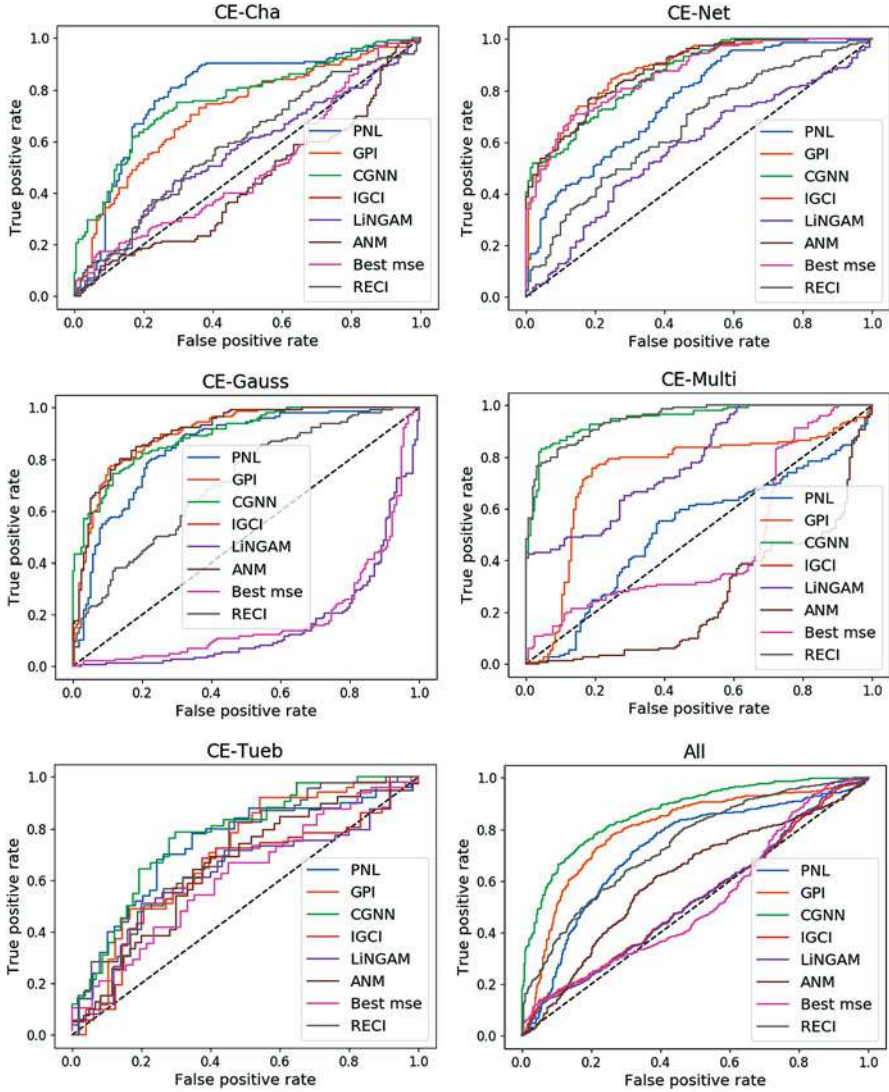 CE-Cha
1.0
0.8
0.6
0.4
0.2
0.0
True positive rate
PNL
GPI
CGNN
IGCI
LiNGAM
ANM
Best mse
RECI
0.0 0.2 0.4 0.6 0.8 1.0
False positive rate
CE-Net
1.0
0.8
0.6
0.4
0.2
0.0
True positive rate
PNL
GPI
CGNN
IGCI
LiNGAM
ANM
Best mse
RECI
0.0 0.2 0.4 0.6 0.8 1.0
False positive rate
CE-Gauss
1.0
0.8
0.6
0.4
0.2
0.0
True positive rate
PNL
GPI
CGNN
IGCI
LiNGAM
ANM
Best mse
RECI
0.0 0.2 0.4 0.6 0.8 1.0
False positive rate
CE-Multi
1.0
0.8
0.6
0.4
0.2
0.0
True positive rate
PNL
GPI
CGNN
IGCI
LiNGAM
ANM
Best mse
RECI
0.0 0.2 0.4 0.6 0.8 1.0
False positive rate
CE-Tueb
1.0
0.8
0.6
0.4
0.2
0.0
True positive rate
PNL
GPI
CGNN
IGCI
LiNGAM
ANM
Best mse
RECI
0.0 0.2 0.4 0.6 0.8 1.0
False positive rate
All
1.0
0.8
0.6
0.4
0.2
0.0
True positive rate
PNL
GPI
CGNN
IGCI
LiNGAM
ANM
Best mse
RECI
0.0 0.2 0.4 0.6 0.8 1.0
False positive rate